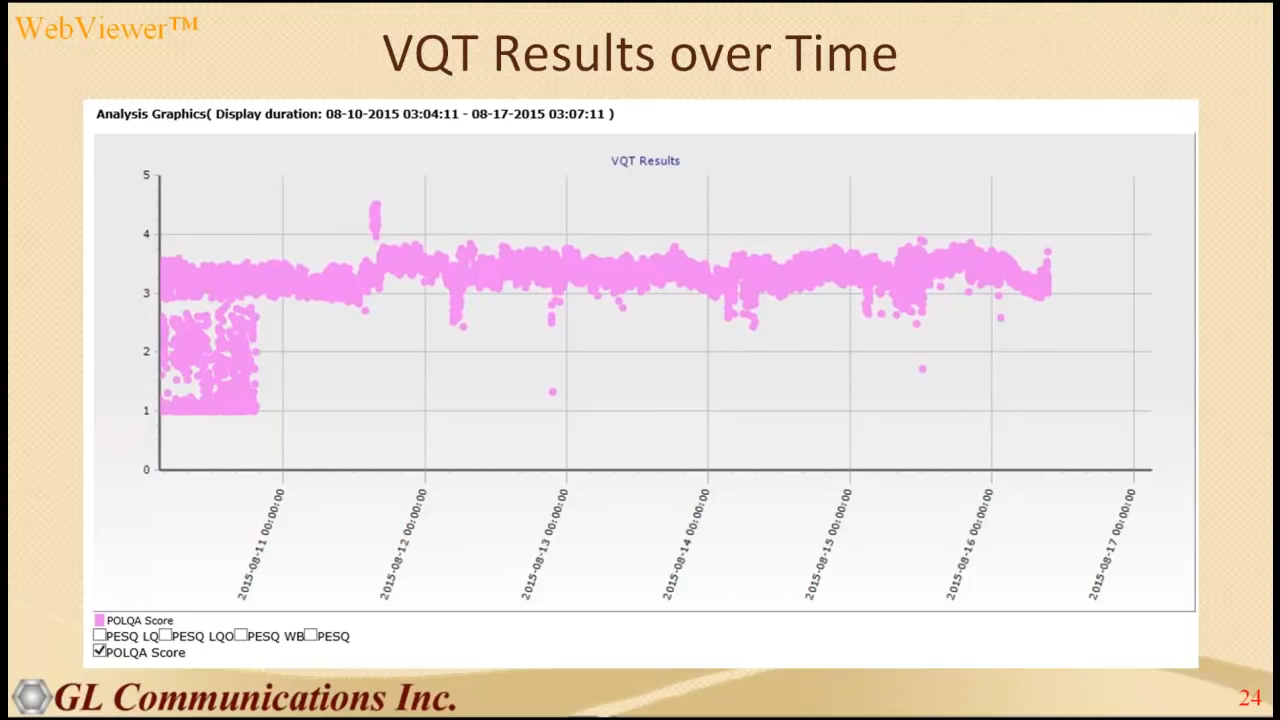 WebViewer™
VQT Results over Time
Analysis Graphics( Display duration: 08-10-2015 03:04:11 - 08-17-2015 03:07:11 )
VQT Results
5
4
3
2
1
0
2015-08-11 00:00:00
2015-08-12 00:00:00
2015-08-13 00:00:00
2015-08-14 00:00:00
2015-08-15 00:00:00
2015-08-16 00:00:00
2015-08-17 00:00:00
POLQA Score
PESQ LQ PESQ LQO PESQ WB PESQ
POLQA Score
GL Communications Inc.
24